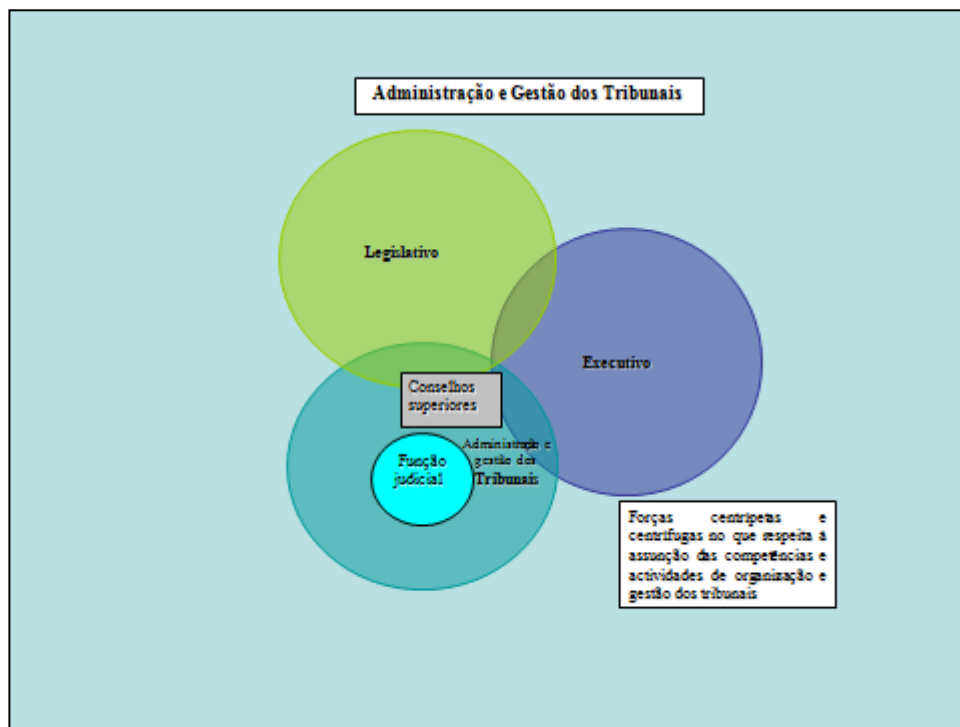 Administração e Gestão dos Tribunais
Legislativo
Executivo
Conselhos
superiores
Administração e
gestão dos
Tribunais
Função
judicial
Forças centrípetas e
centrífugas no que respeita à
assunção das competências e
actividades de organização e
gestão dos tribunais